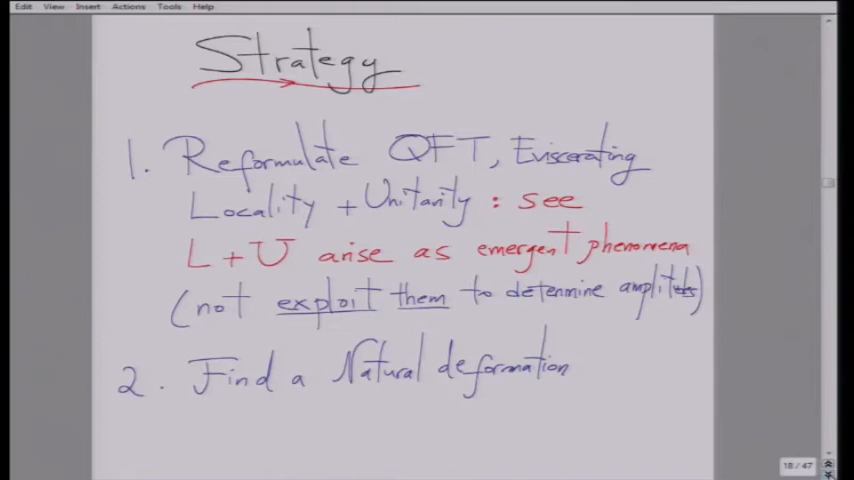 Edit View Insert Actions Tools Help
Strategy
1. Reformulate QFT, Eviscerating
Locality + Unitarity : see
L + U arise as emergent phenomena
(not exploit them to determine amplitudes)
2. Find a Natural deformation
18 / 47